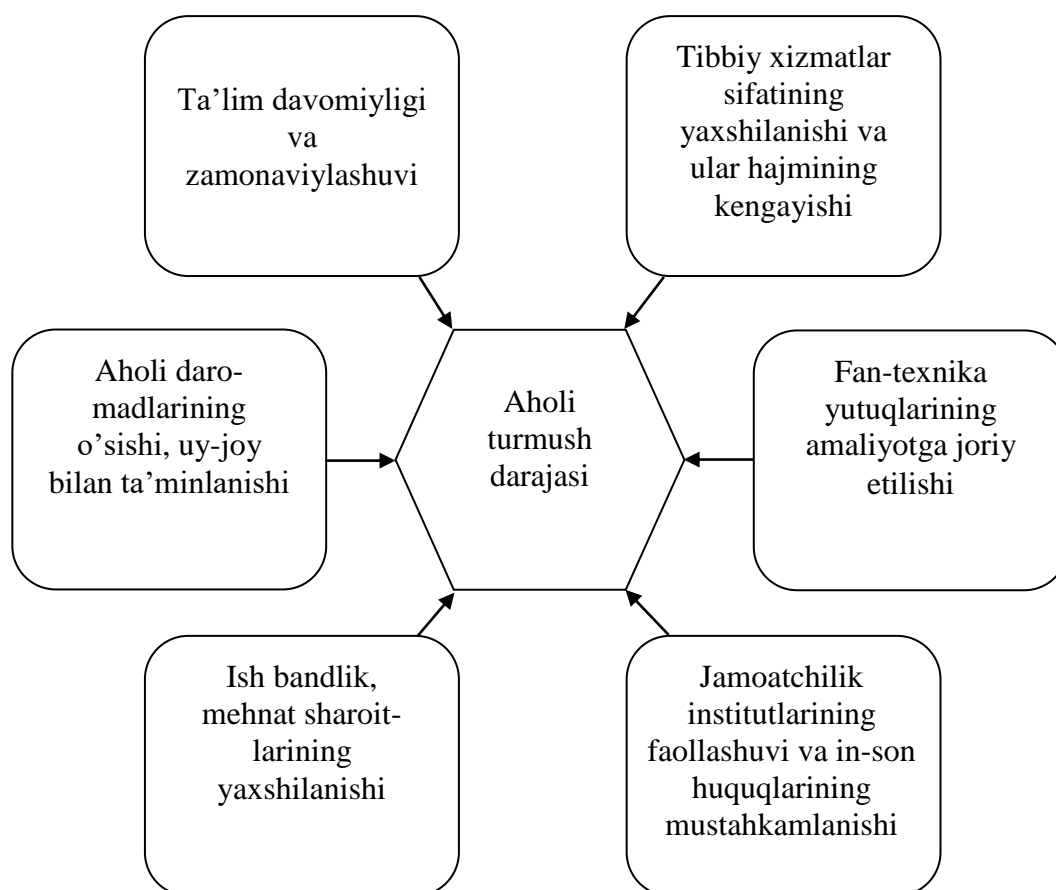 Ta’lim davomiyligi
va
zamonaviylashuvi
Tibbiy xizmatlar
sifatining
yaxshilanishi va
ular hajmining
kengayishi
Aholi daro-
madlarining
o’sishi, uy-joy
bilan ta’minlanishi
Aholi
turmush
darajasi
Fan-texnika
yutuqlarining
amaliyotga joriy
etilishi
Ish bandlik,
mehnat sharoit-
larining
yaxshilanishi
Jamoatchilik
institutlarining
faollashuvi va in-son
huquqlarining
mustahkamlanishi